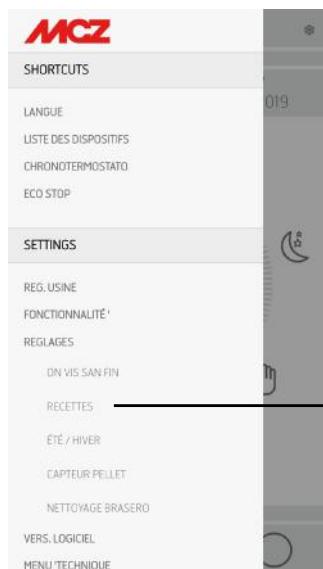 MCZ
SHORTCUTS
019
LANGUE
LISTE DES DISPOSITIFS
CHRONOTERMOSTATO
ECO STOP
SETTINGS
REG. USINE
FONCTIONNALITÉ '
REGLAGES
ON VIS SAN FIN
RECETTES
ÉTÉ / HIVER
CAPTEUR PELLET
NETTOYAGE BRASERO
VERS. LOGICIEL
MENU 'TECHNIQUE